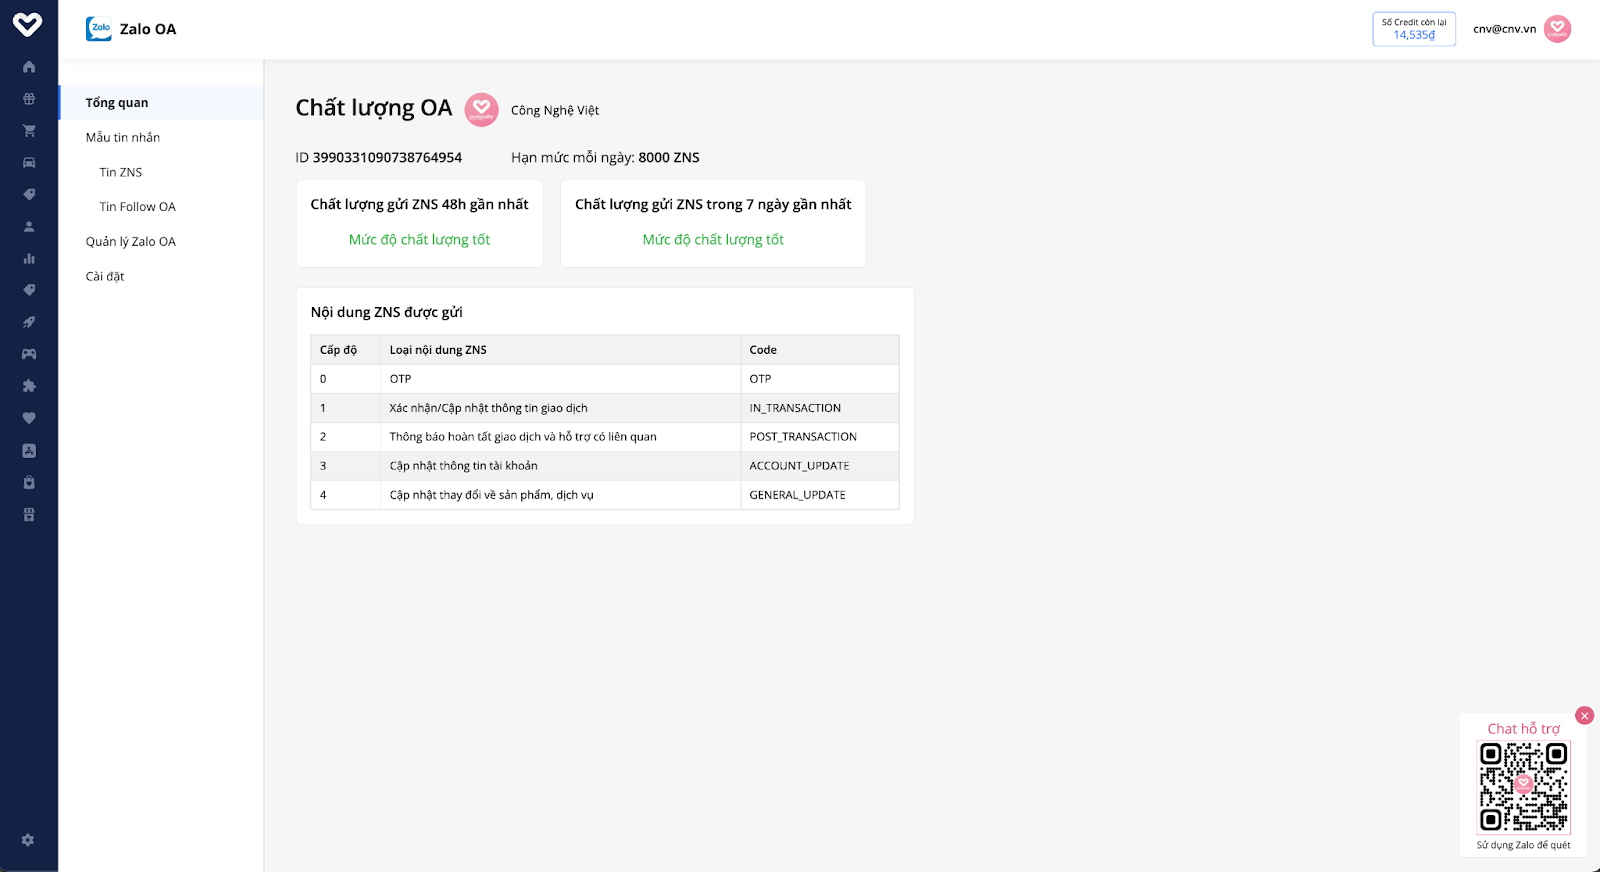 Zalo
Zalo OA
Số Credit còn lại
14,535₫
cnv@cnv.vn
Tổng quan
Mẫu tin nhắn
Tin ZNS
Tin Follow OA
Quản lý Zalo OA
Cài đặt
Chất lượng OA
Công Nghệ Việt
ID 3990331090738764954
Hạn mức mỗi ngày: 8000 ZNS
Chất lượng gửi ZNS 48h gần nhất
Mức độ chất lượng tốt
Chất lượng gửi ZNS trong 7 ngày gần nhất
Mức độ chất lượng tốt
Nội dung ZNS được gửi
Cấp độ Loại nội dung ZNS Code
0 OTP OTP
1 Xác nhận/Cập nhật thông tin giao dịch IN_TRANSACTION
2 Thông báo hoàn tất giao dịch và hỗ trợ có liên quan POST_TRANSACTION
3 Cập nhật thông tin tài khoản ACCOUNT_UPDATE
4 Cập nhật thay đổi về sản phẩm, dịch vụ GENERAL_UPDATE
Chat hỗ trợ
Sử dụng Zalo để quét